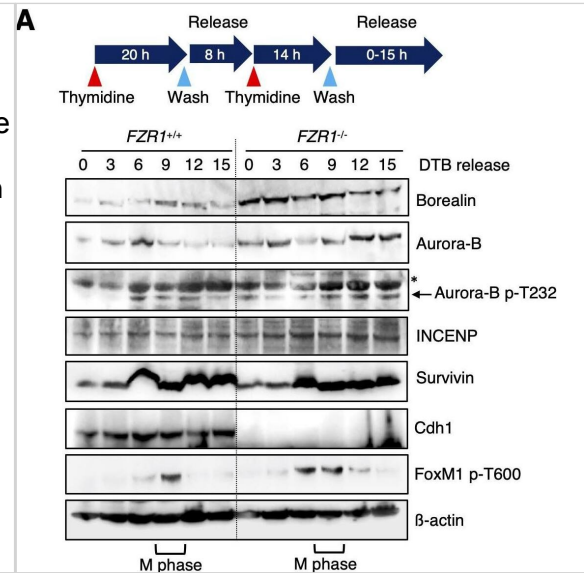 A
Release Release
20 h 8 h 14 h 0-15 h
Thymidine Wash Thymidine Wash
FZR1+/+ FZR1-/-
0 3 6 9 12 15 0 3 6 9 12 15 DTB release
Borealin
Aurora-B
*
Aurora-B p-T232
INCENP
Survivin
Cdh1
FoxM1 p-T600
ß-actin
M phase M phase